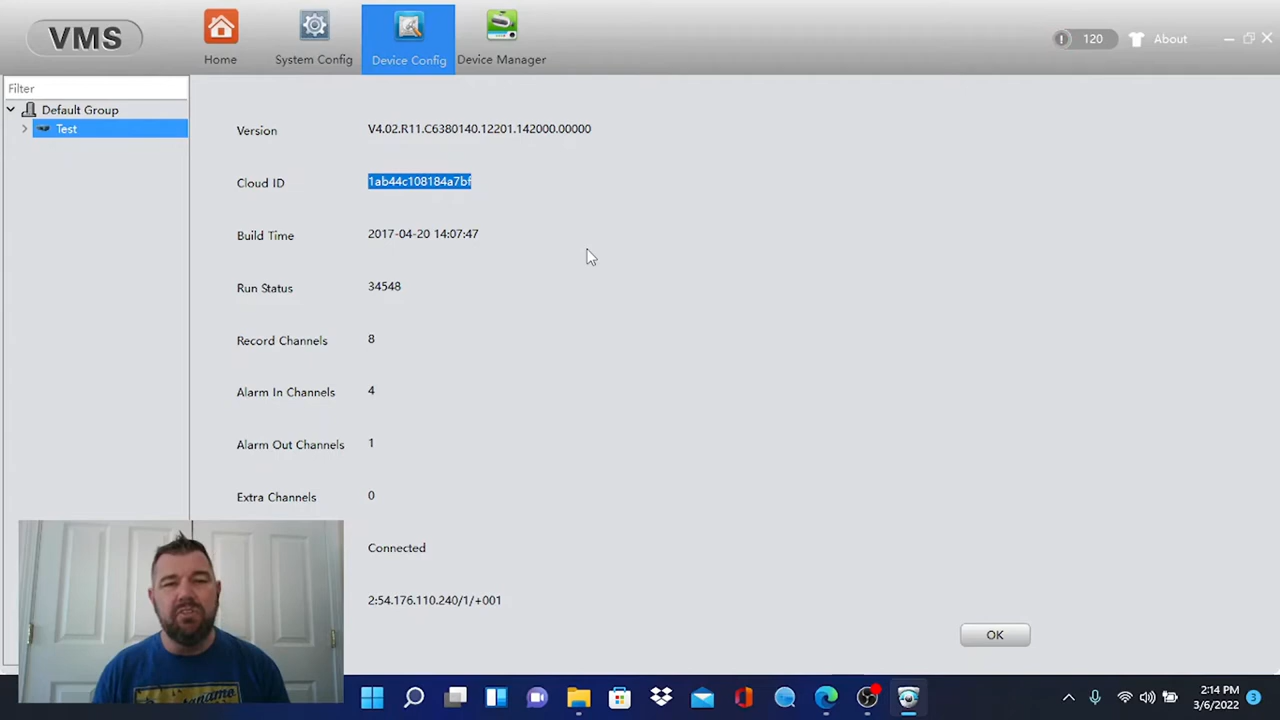 VMS
Home
System Config
Device Config
Device Manager
120
About
Filter
Default Group
Test
Version
V4.02.R11.C6380140.12201.142000.00000
Cloud ID
1ab44c108184a7bf
Build Time
2017-04-20 14:07:47
Run Status
34548
Record Channels
8
Alarm In Channels
4
Alarm Out Channels
1
Extra Channels
0
Connected
2:54.176.110.240/1/+001
OK
2:14 PM
3/6/2022
3